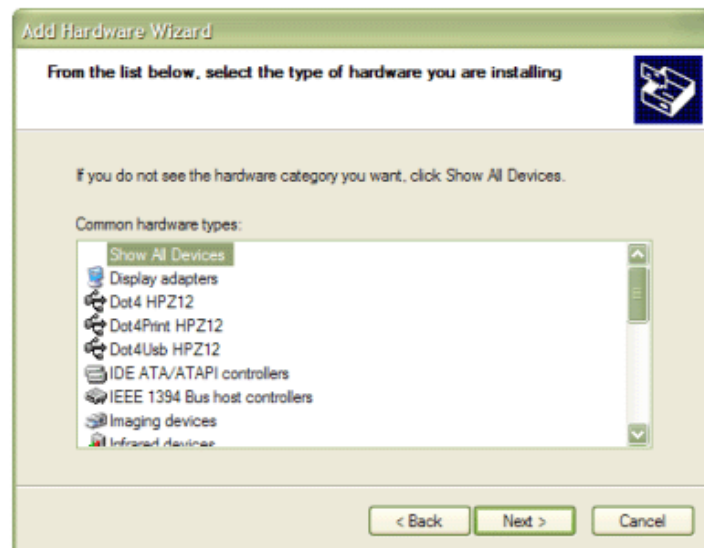 Add Hardware Wizard
From the list below, select the type of hardware you are installing
If you do not see the hardware category you want, click Show All Devices.
Common hardware types:
Show All Devices
Display adapters
Dot4 HPZ12
Dot4Print HPZ12
Dot4Usb HPZ12
IDE ATA/ATAPI controllers
IEEE 1394 Bus host controllers
Imaging devices
Infrared devices
< Back Next > Cancel